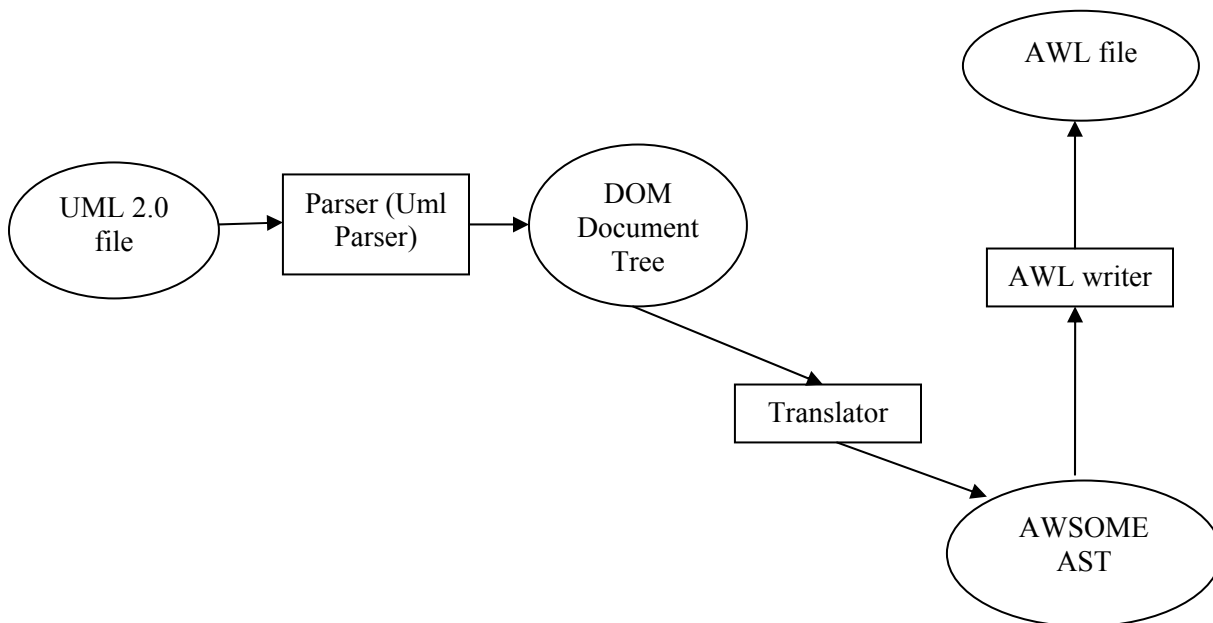 UML 2.0
file
Parser (Uml
Parser)
DOM
Document
Tree
Translator
AWSOME
AST
AWL writer
AWL file